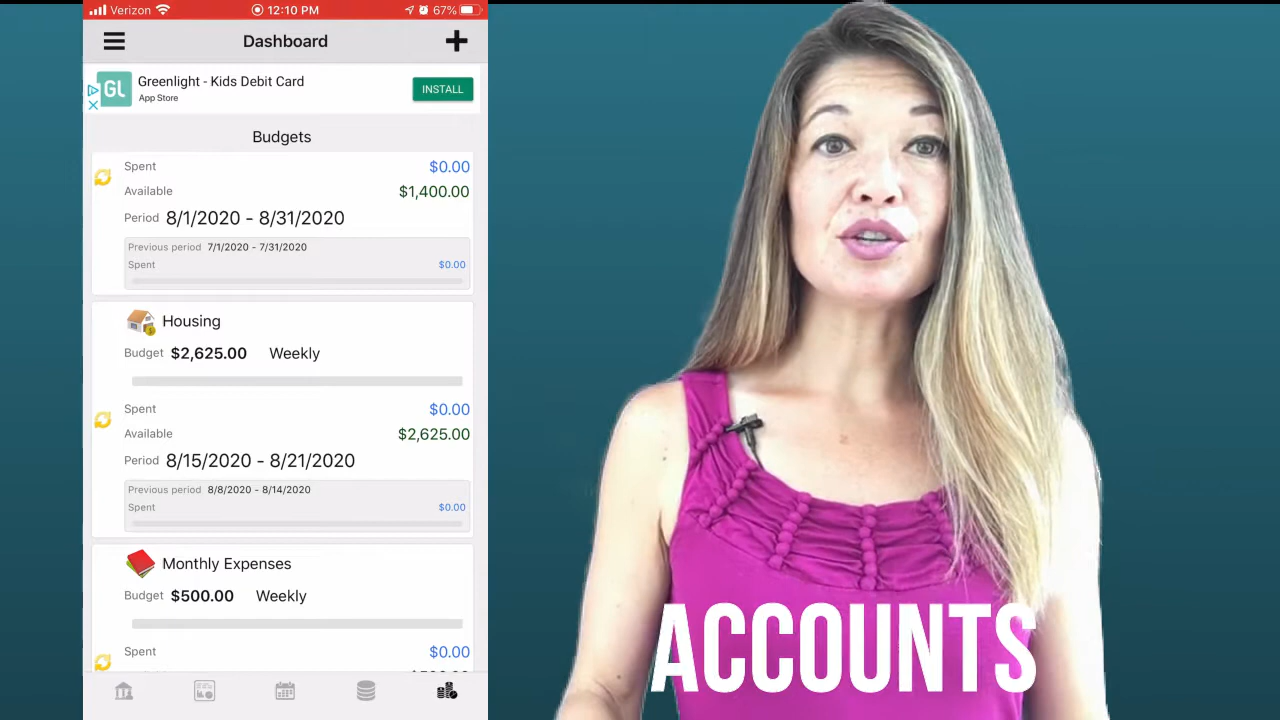 Verizon 12:10 PM 67%
Dashboard
GL
Greenlight - Kids Debit Card
App Store
INSTALL
Budgets
Spent $0.00
Available $1,400.00
Period 8/1/2020 - 8/31/2020
Previous period 7/1/2020 - 7/31/2020
Spent $0.00
Housing
Budget $2,625.00 Weekly
Spent $0.00
Available $2,625.00
Period 8/15/2020 - 8/21/2020
Previous period 8/8/2020 - 8/14/2020
Spent $0.00
Monthly Expenses
Budget $500.00 Weekly
Spent $0.00
ACCOUNTS